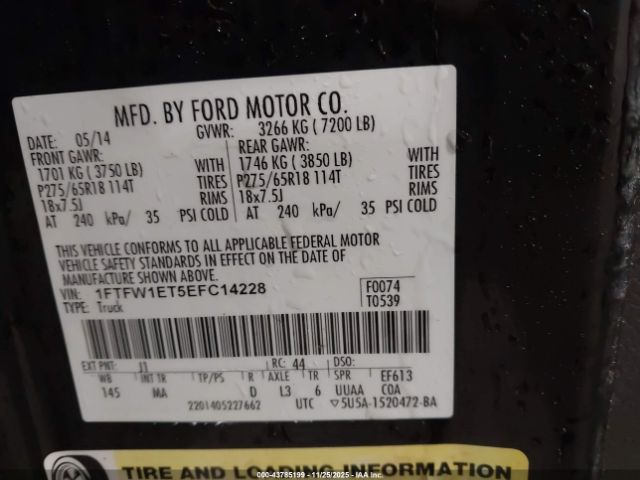 MFD. BY FORD MOTOR CO.
DATE: 05/14 GVWR: 3266 KG ( 7200 LB)
FRONT GAWR: REAR GAWR:
1701 KG ( 3750 LB) WITH 1746 KG ( 3850 LB) WITH
P275/65R18 114T TIRES P275/65R18 114T TIRES
18x7.5J RIMS 18x7.5J RIMS
AT 240 kPa/ 35 PSI COLD AT 240 kPa/ 35 PSI COLD
THIS VEHICLE CONFORMS TO ALL APPLICABLE FEDERAL MOTOR
VEHICLE SAFETY STANDARDS IN EFFECT ON THE DATE OF
MANUFACTURE SHOWN ABOVE.
VIN: 1FTFW1ET5EFC14228 F0074
TYPE: Truck T0539
EXT PNT: J1 RC: 44 DSO:
WB INT TR TP/PS R AXLE TR SPR EF613
145 MA D L3 6 UUAA COA
2201405227662 UTC ▽5U5A-1520472-BA
TIRE AND LOADING INFORMATION
000-43785199 | 11/25/2025 | IAA Holdings, LLC